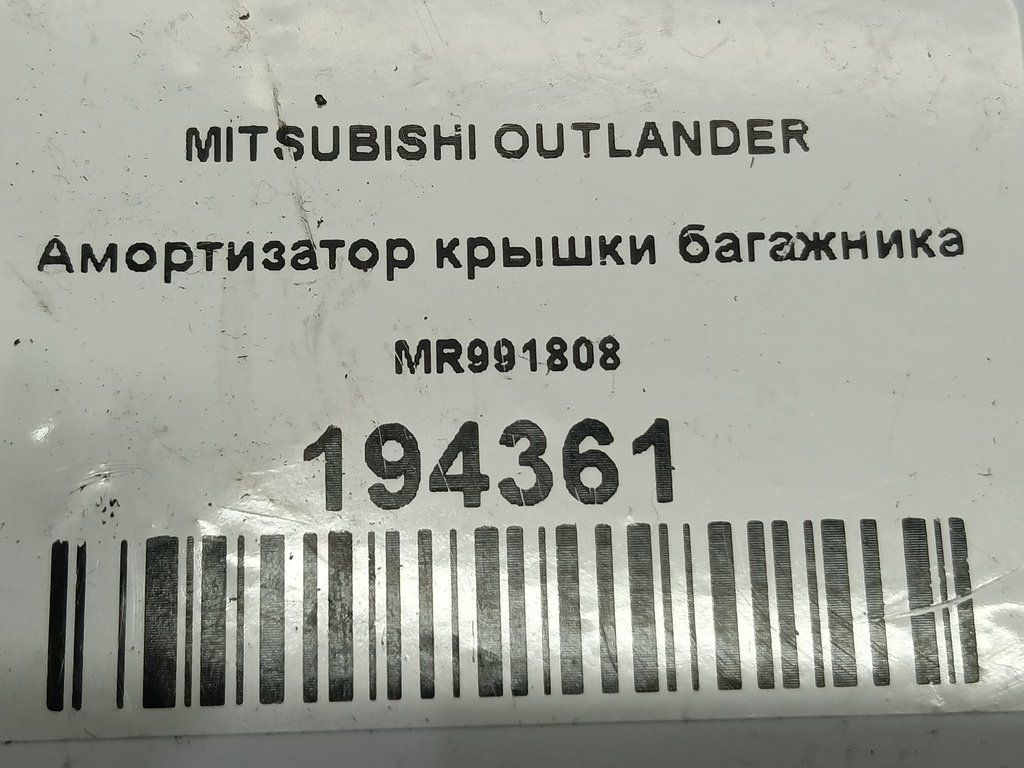 MITSUBISHI OUTLANDER
Амортизатор крышки багажника
MR991808
194361